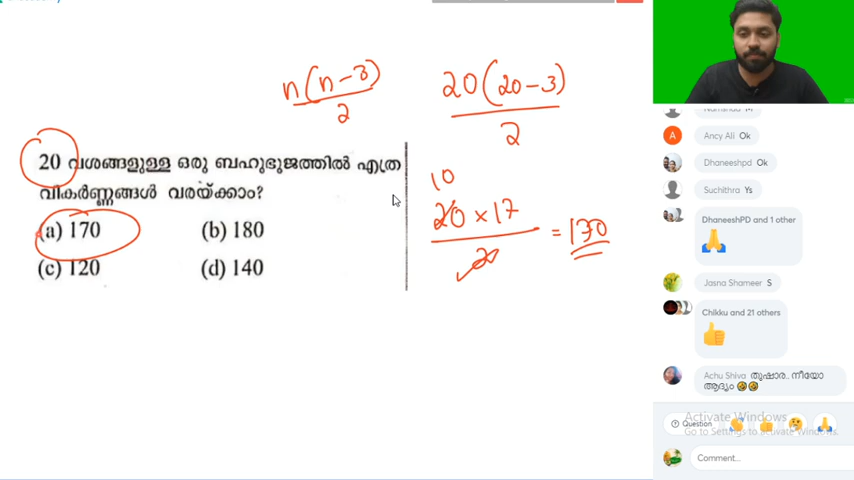 n(n-3)
2
20(20-3)
2
20 വശങ്ങളുള്ള ഒരു ബഹുഭുജത്തിൽ എത്ര
വികർണ്ണങ്ങൾ വരയ്ക്കാം?
(a) 170 (b) 180
(c) 120 (d) 140
10
20 × 17
2
= 170
Ancy Ali Ok
Dhaneeshpd Ok
Suchithra Ys
DhaneeshPD and 1 other
Jasna Shameer S
Chikku and 21 others
Achu Shiva തുഷാര.. നീയോ
ആദ്യം
Activate Windows
Question
Go to Settings to activate Windows.
Comment...